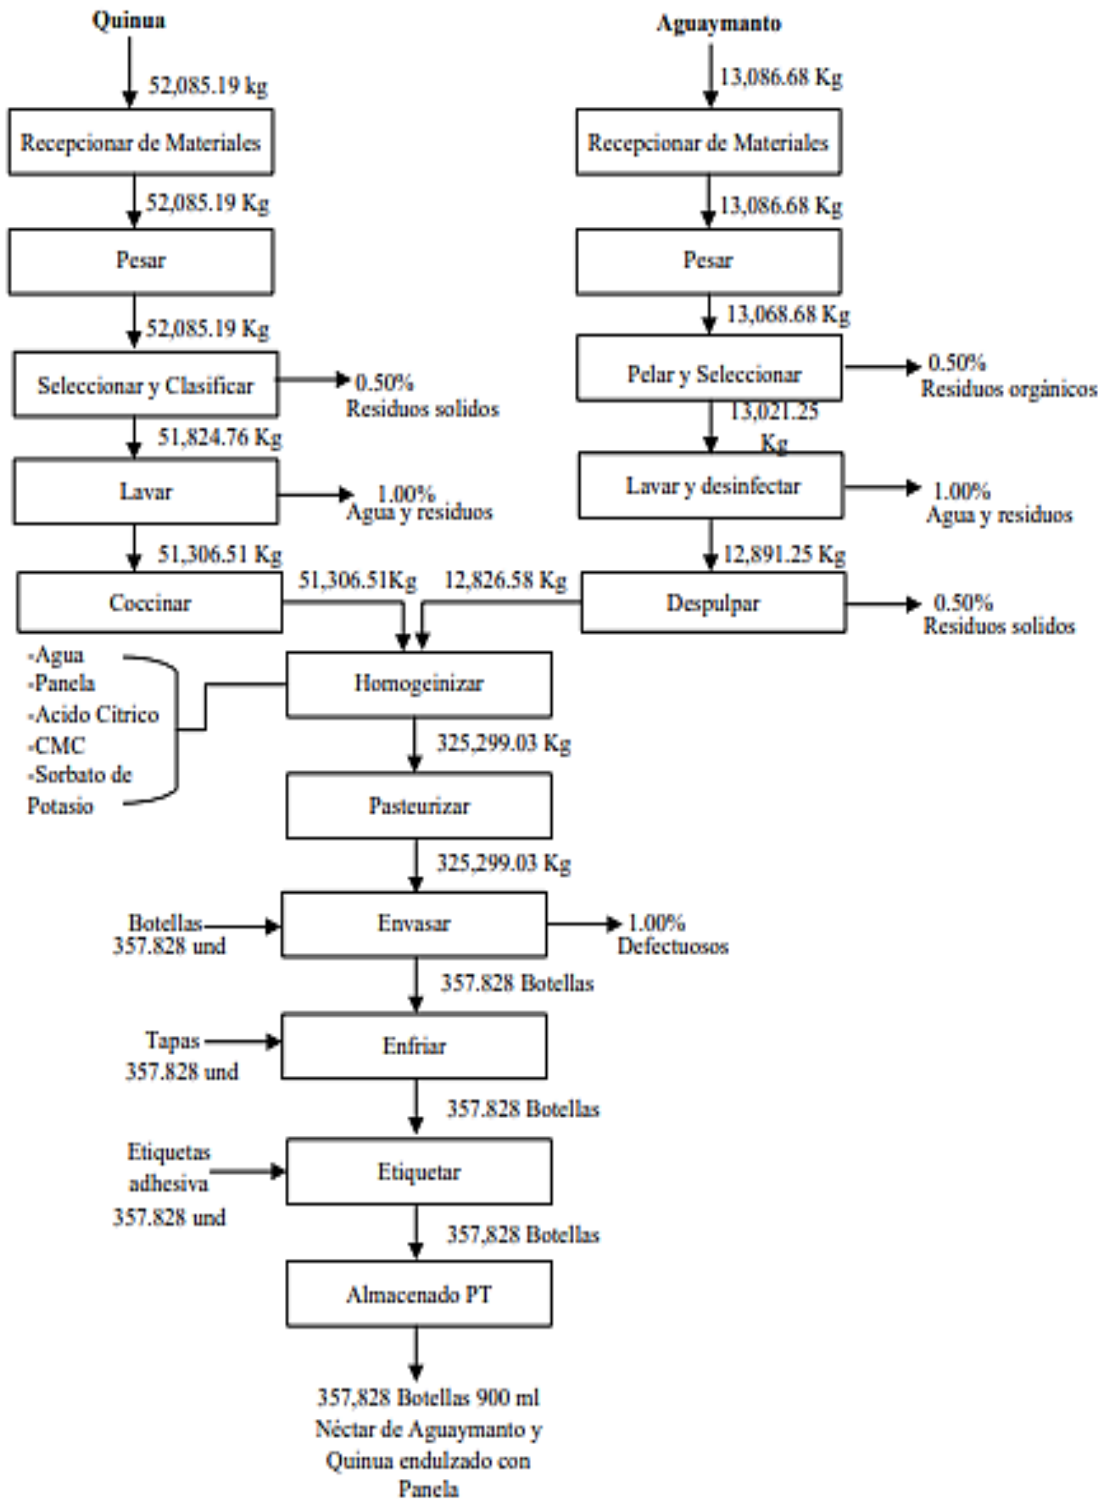 Quinua
52,085.19 kg
Recepcionar de Materiales
52,085.19 Kg
Pesar
52,085.19 Kg
Seleccionar y Clasificar
0.50%
Residuos solidos
51,824.76 Kg
Lavar
1.00%
Agua y residuos
51,306.51 Kg
Coccinar
51,306.51Kg
Aguaymanto
13,086.68 Kg
Recepcionar de Materiales
13,086.68 Kg
Pesar
13,068.68 Kg
Pelar y Seleccionar
0.50%
Residuos orgánicos
13,021.25
Kg
Lavar y desinfectar
1.00%
Agua y residuos
12,891.25 Kg
Despulpar
0.50%
Residuos solidos
12,826.58 Kg
-Agua
-Panela
-Acido Cítrico
-CMC
-Sorbato de
Potasio
Homogeinizar
325,299.03 Kg
Pasteurizar
325,299.03 Kg
Botellas
357.828 und
Envasar
1.00%
Defectuosos
357.828 Botellas
Tapas
357.828 und
Enfriar
357.828 Botellas
Etiquetas
adhesiva
357.828 und
Etiquetar
357,828 Botellas
Almacenado PT
357,828 Botellas 900 ml
Néctar de Aguaymanto y
Quinua endulzado con
Panela